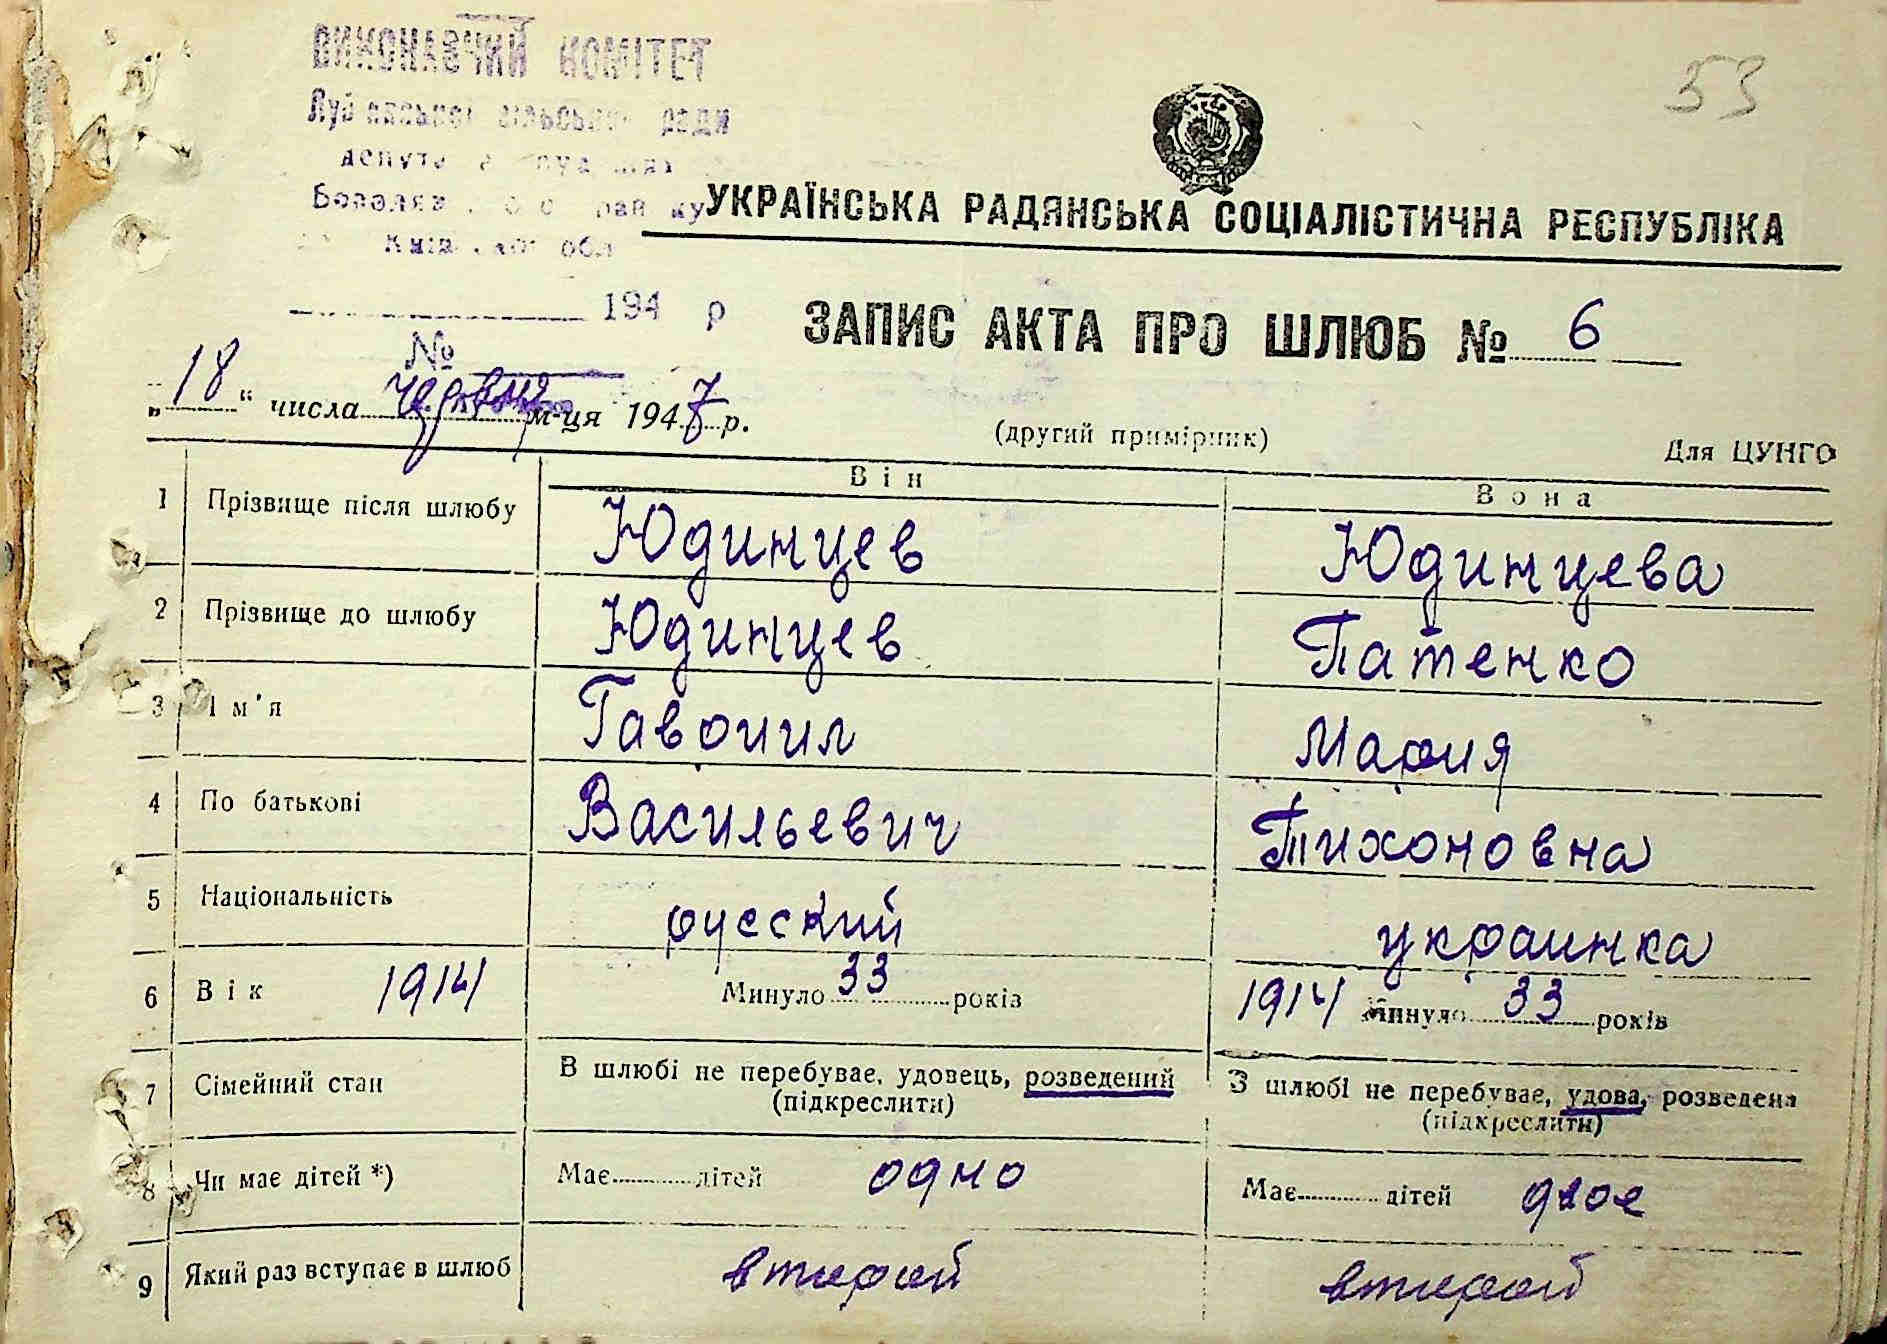 53
ВИКОНАВЧИЙ КОМІТЕТ
сільської ради
Київської обл
УКРАЇНСЬКА РАДЯНСЬКА СОЦІАЛІСТИЧНА РЕСПУБЛІКА
194 р
ЗАПИС АКТА ПРО ШЛЮБ № 6
№
„18“ числа червня м-ця 1947 р.
(другий примірник)
Для ЦУНГО
Він Вона
1 Прізвище після шлюбу Юдинцев Юдинцева
2 Прізвище до шлюбу Юдинцев Патенко
3 Ім'я Гавриил Мария
4 По батькові Васильевич Тихоновна
5 Національність русский украинка
6 Вік 1914 Минуло 33 років 1914 Минуло 33 років
7 Сімейний стан В шлюбі не перебуває, удовець, розведений В шлюбі не перебуває, удова, розведена
(підкреслити) (підкреслити)
8 Чи має дітей *) Має дітей одно Має дітей двое
9 Який раз вступає в шлюб второй второй